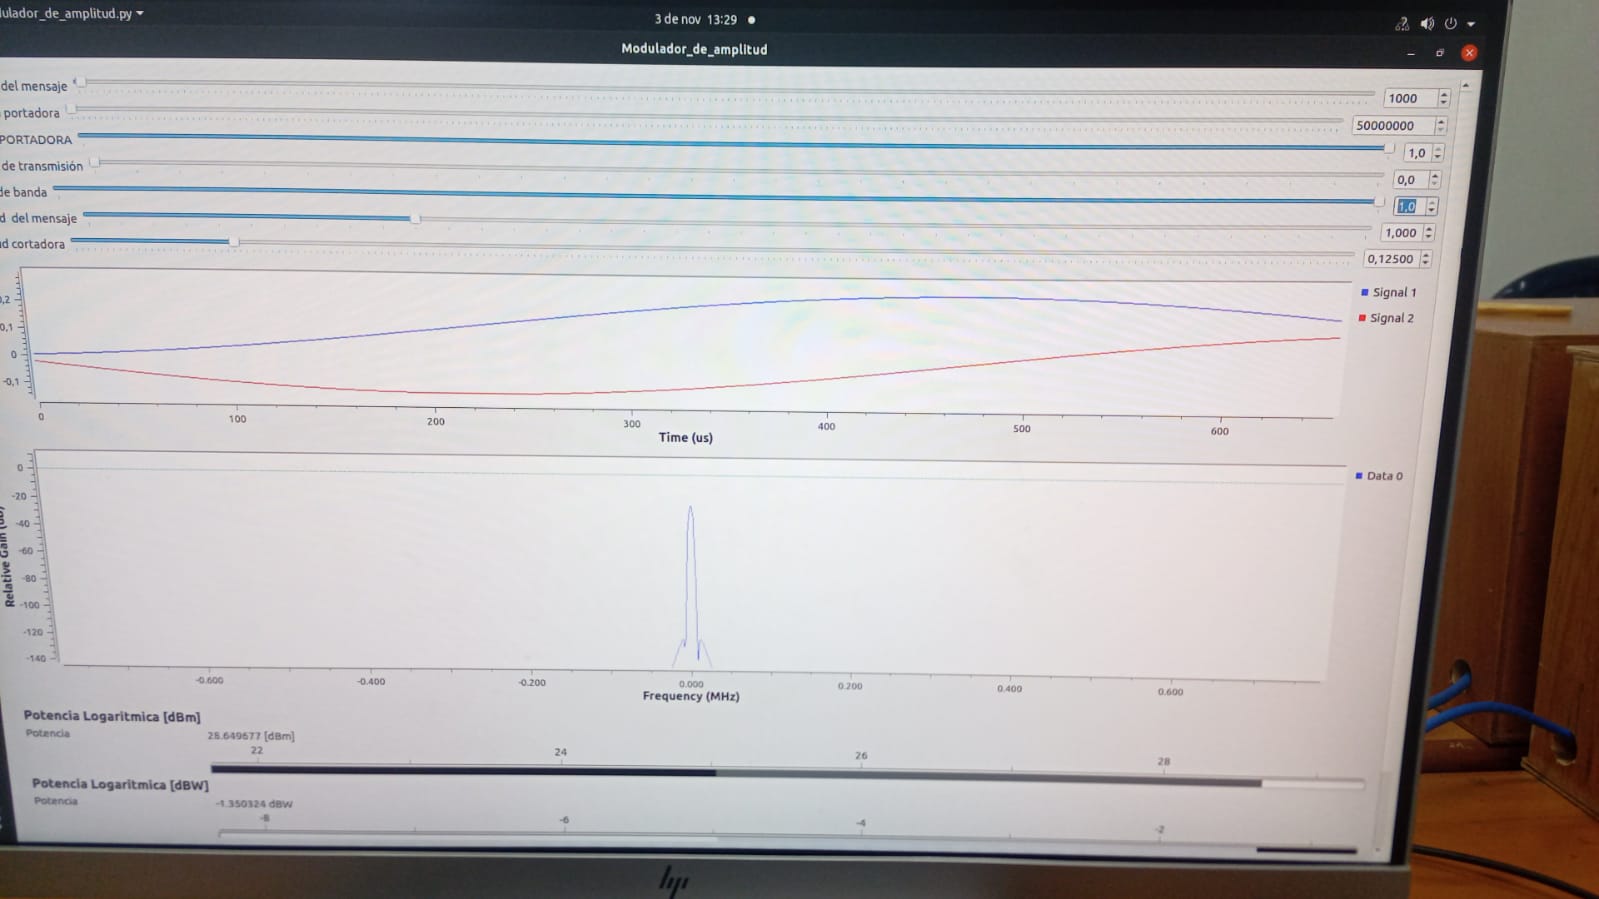 ulador_de_amplitud.py
3 de nov 13:29
Modulador_de_amplitud
del mensaje 1000
portadora 50000000
PORTADORA 1,0
de transmisión 0,0
de banda 1,0
d del mensaje 1,000
d cortadora 0,12500
0,2
0,1
0
-0,1
Signal 1
Signal 2
0 100 200 300 400 500 600
Time (us)
0
-20
-40
-60
-80
-100
-120
-140
Relative Gain (dB)
Data 0
-0.600 -0.400 -0.200 0.000 0.200 0.400 0.600
Frequency (MHz)
Potencia Logaritmica [dBm]
Potencia 28.649677 [dBm]
22 24 26 28
Potencia Logaritmica [dBW]
Potencia -1.350324 dBW
-8 -6 -4 -2
hp